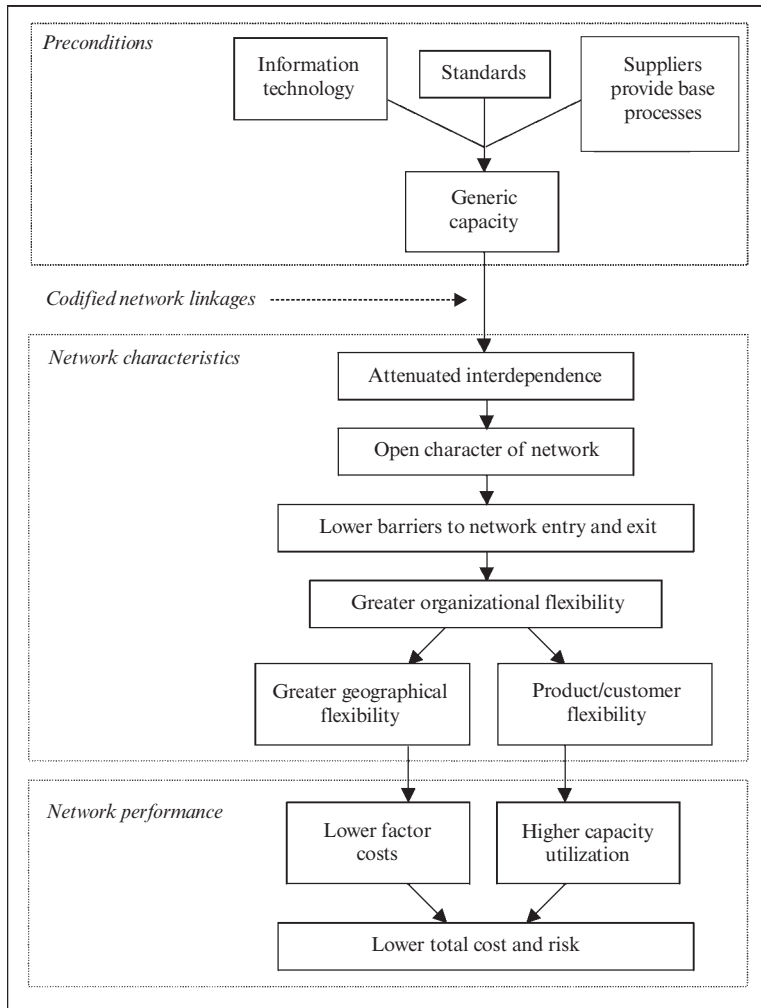 Preconditions
Information
technology
Standards
Suppliers
provide base
processes
Generic
capacity
Codified network linkages
Network characteristics
Attenuated interdependence
Open character of network
Lower barriers to network entry and exit
Greater organizational flexibility
Greater geographical
flexibility
Product/customer
flexibility
Network performance
Lower factor
costs
Higher capacity
utilization
Lower total cost and risk